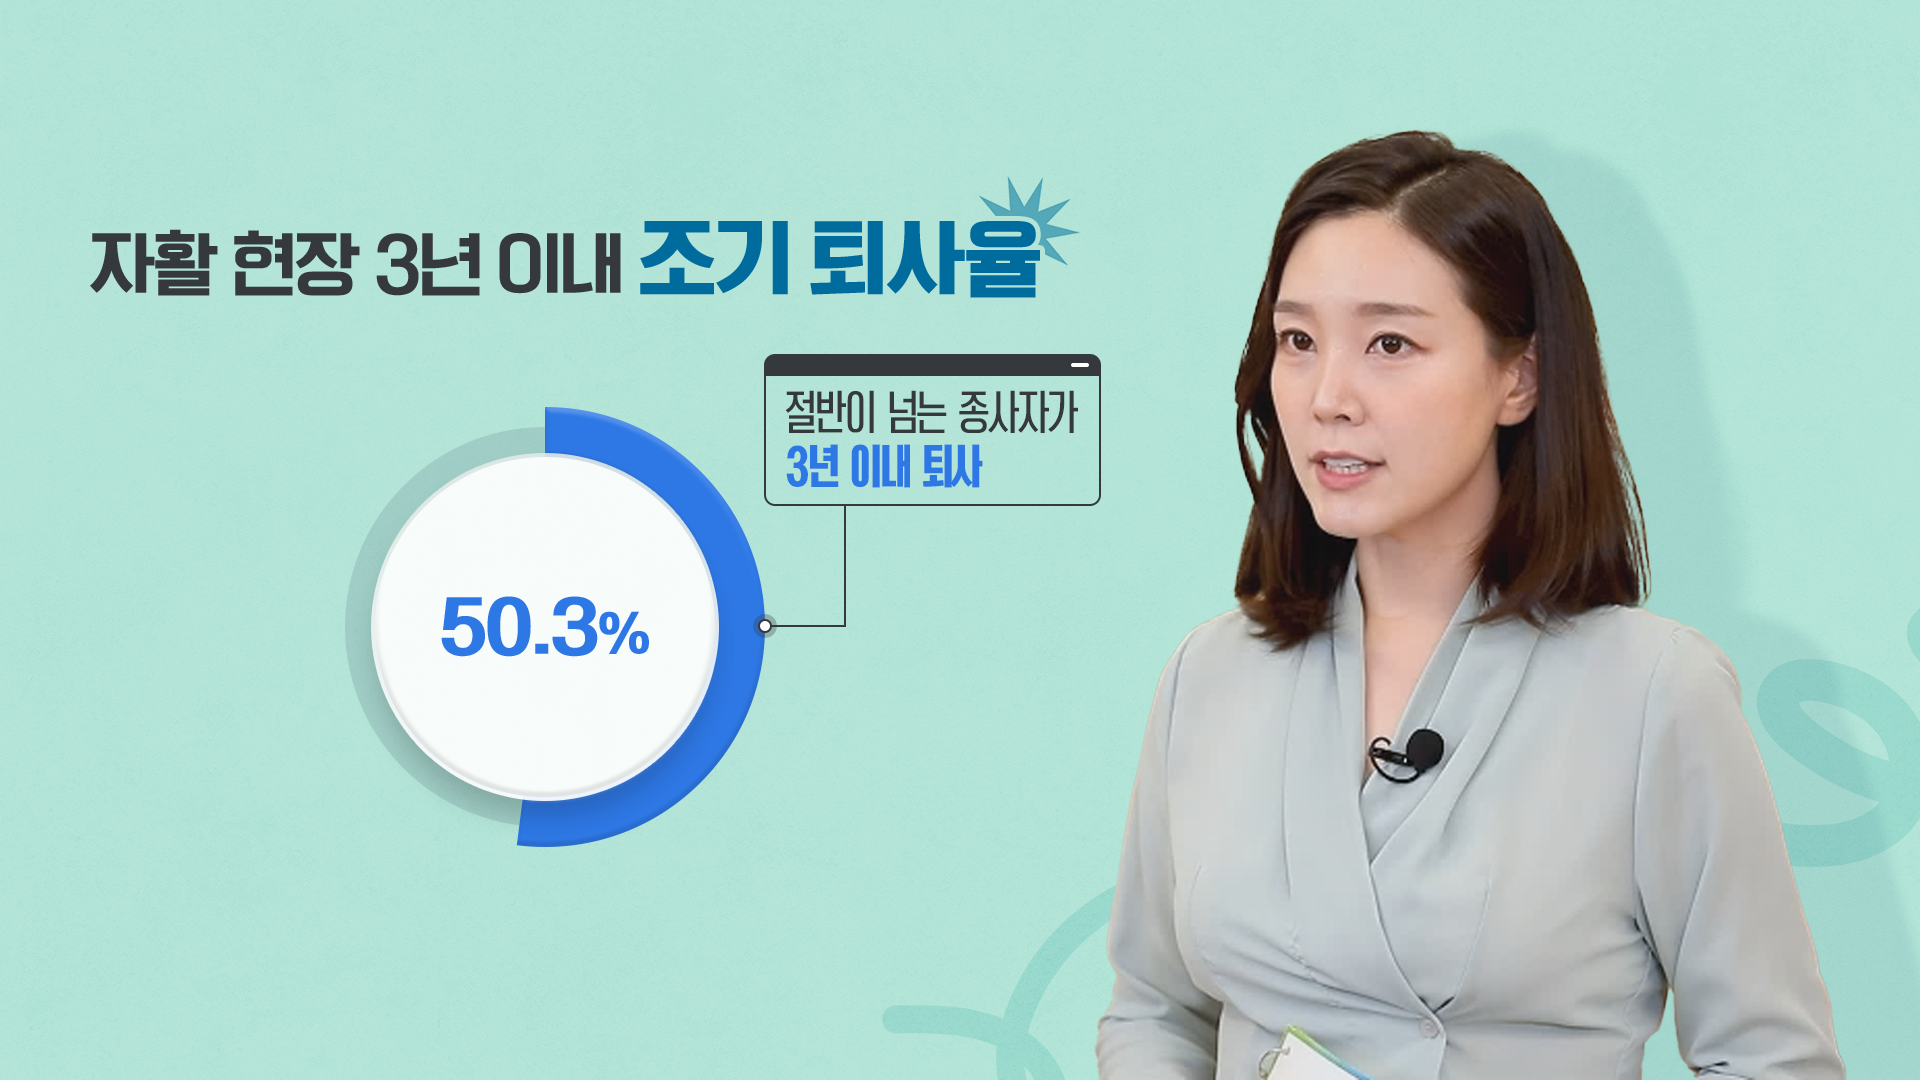 자활 현장 3년 이내 조기 퇴사율
절반이 넘는 종사자가
3년 이내 퇴사
50.3%